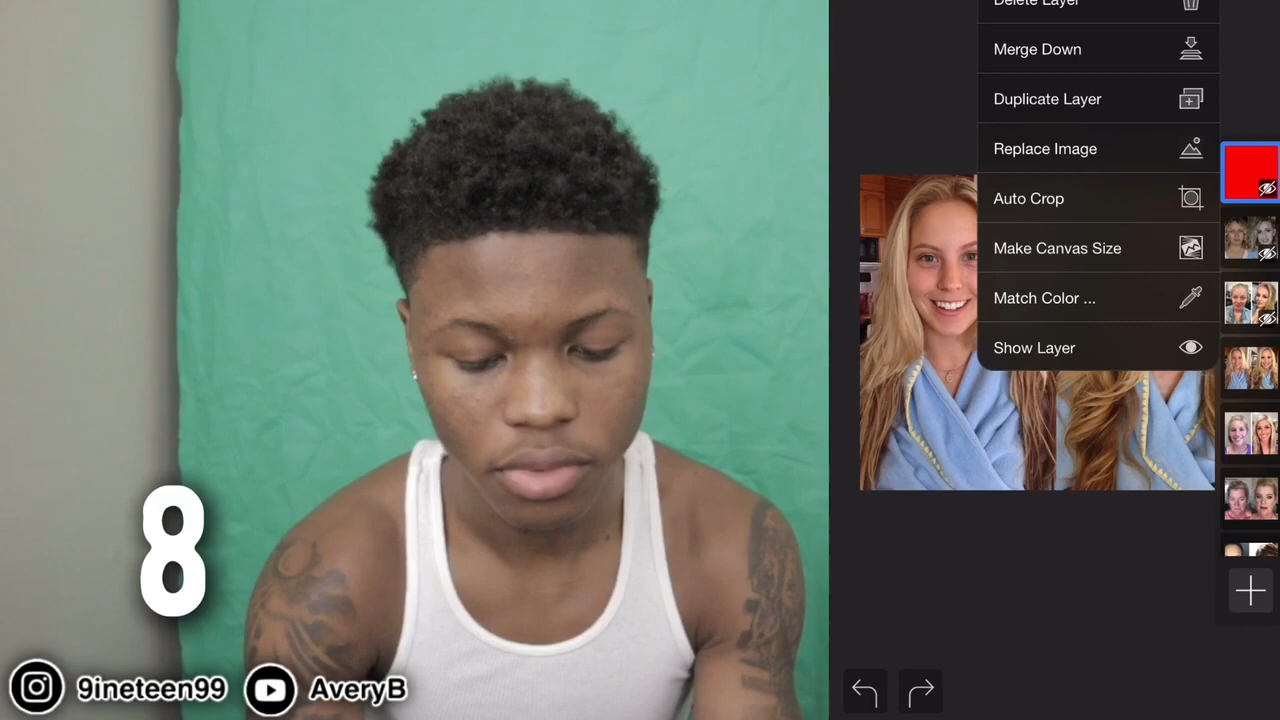 Delete Layer
Merge Down
Duplicate Layer
Replace Image
Auto Crop
Make Canvas Size
Match Color ...
Show Layer
8
9ineteen99
AveryB